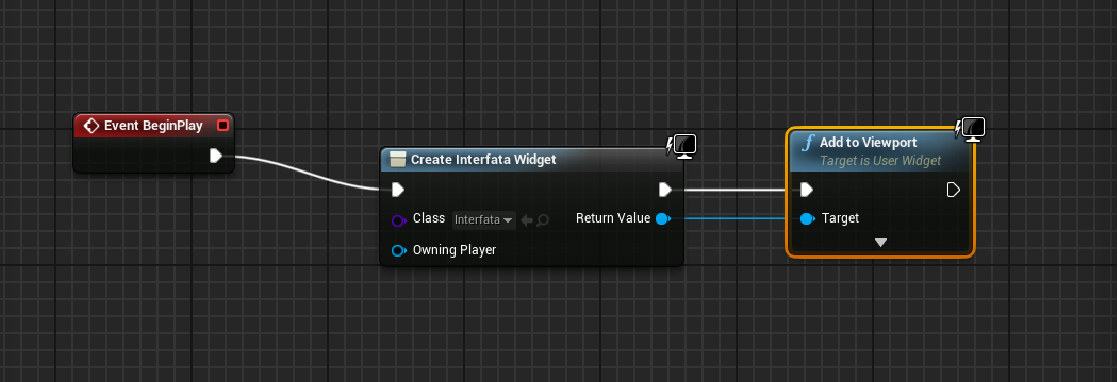 Event BeginPlay
Create Interfata Widget
Class Interfata
Return Value
Owning Player
f Add to Viewport
Target is User Widget
Target